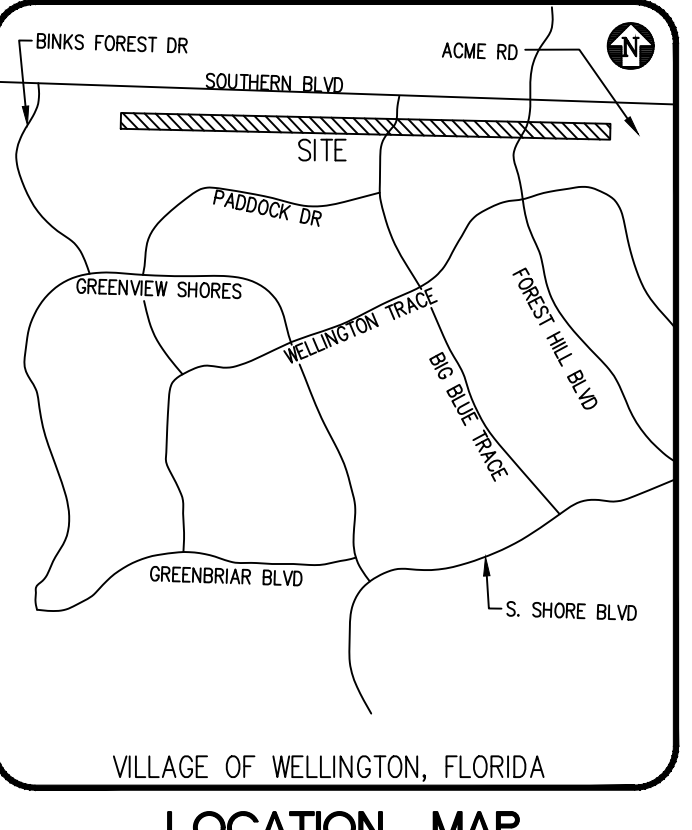 BINKS FOREST DR
ACME RD
N
SOUTHERN BLVD
SITE
PADDOCK DR
GREENVIEW SHORES
WELLINGTON TRACE
FOREST HILL BLVD
BIG BLUE TRACE
GREENBRIAR BLVD
S. SHORE BLVD
VILLAGE OF WELLINGTON, FLORIDA
LOCATION MAP